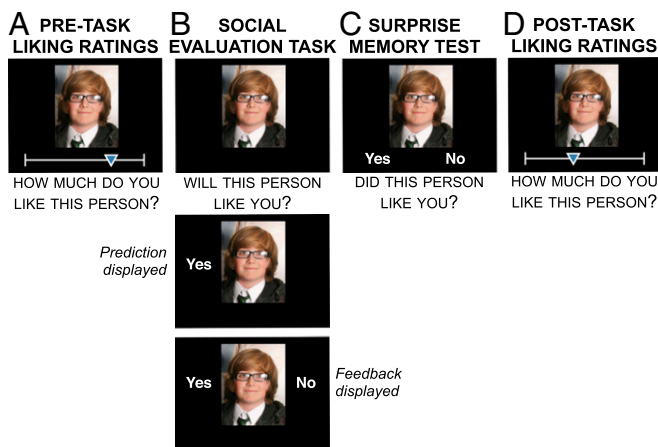 A PRE-TASK
LIKING RATINGS
HOW MUCH DO YOU
LIKE THIS PERSON?
B SOCIAL
EVALUATION TASK
WILL THIS PERSON
LIKE YOU?
Prediction
displayed
Yes
Yes No
Feedback
displayed
C SURPRISE
MEMORY TEST
Yes No
DID THIS PERSON
LIKE YOU?
D POST-TASK
LIKING RATINGS
HOW MUCH DO YOU
LIKE THIS PERSON?